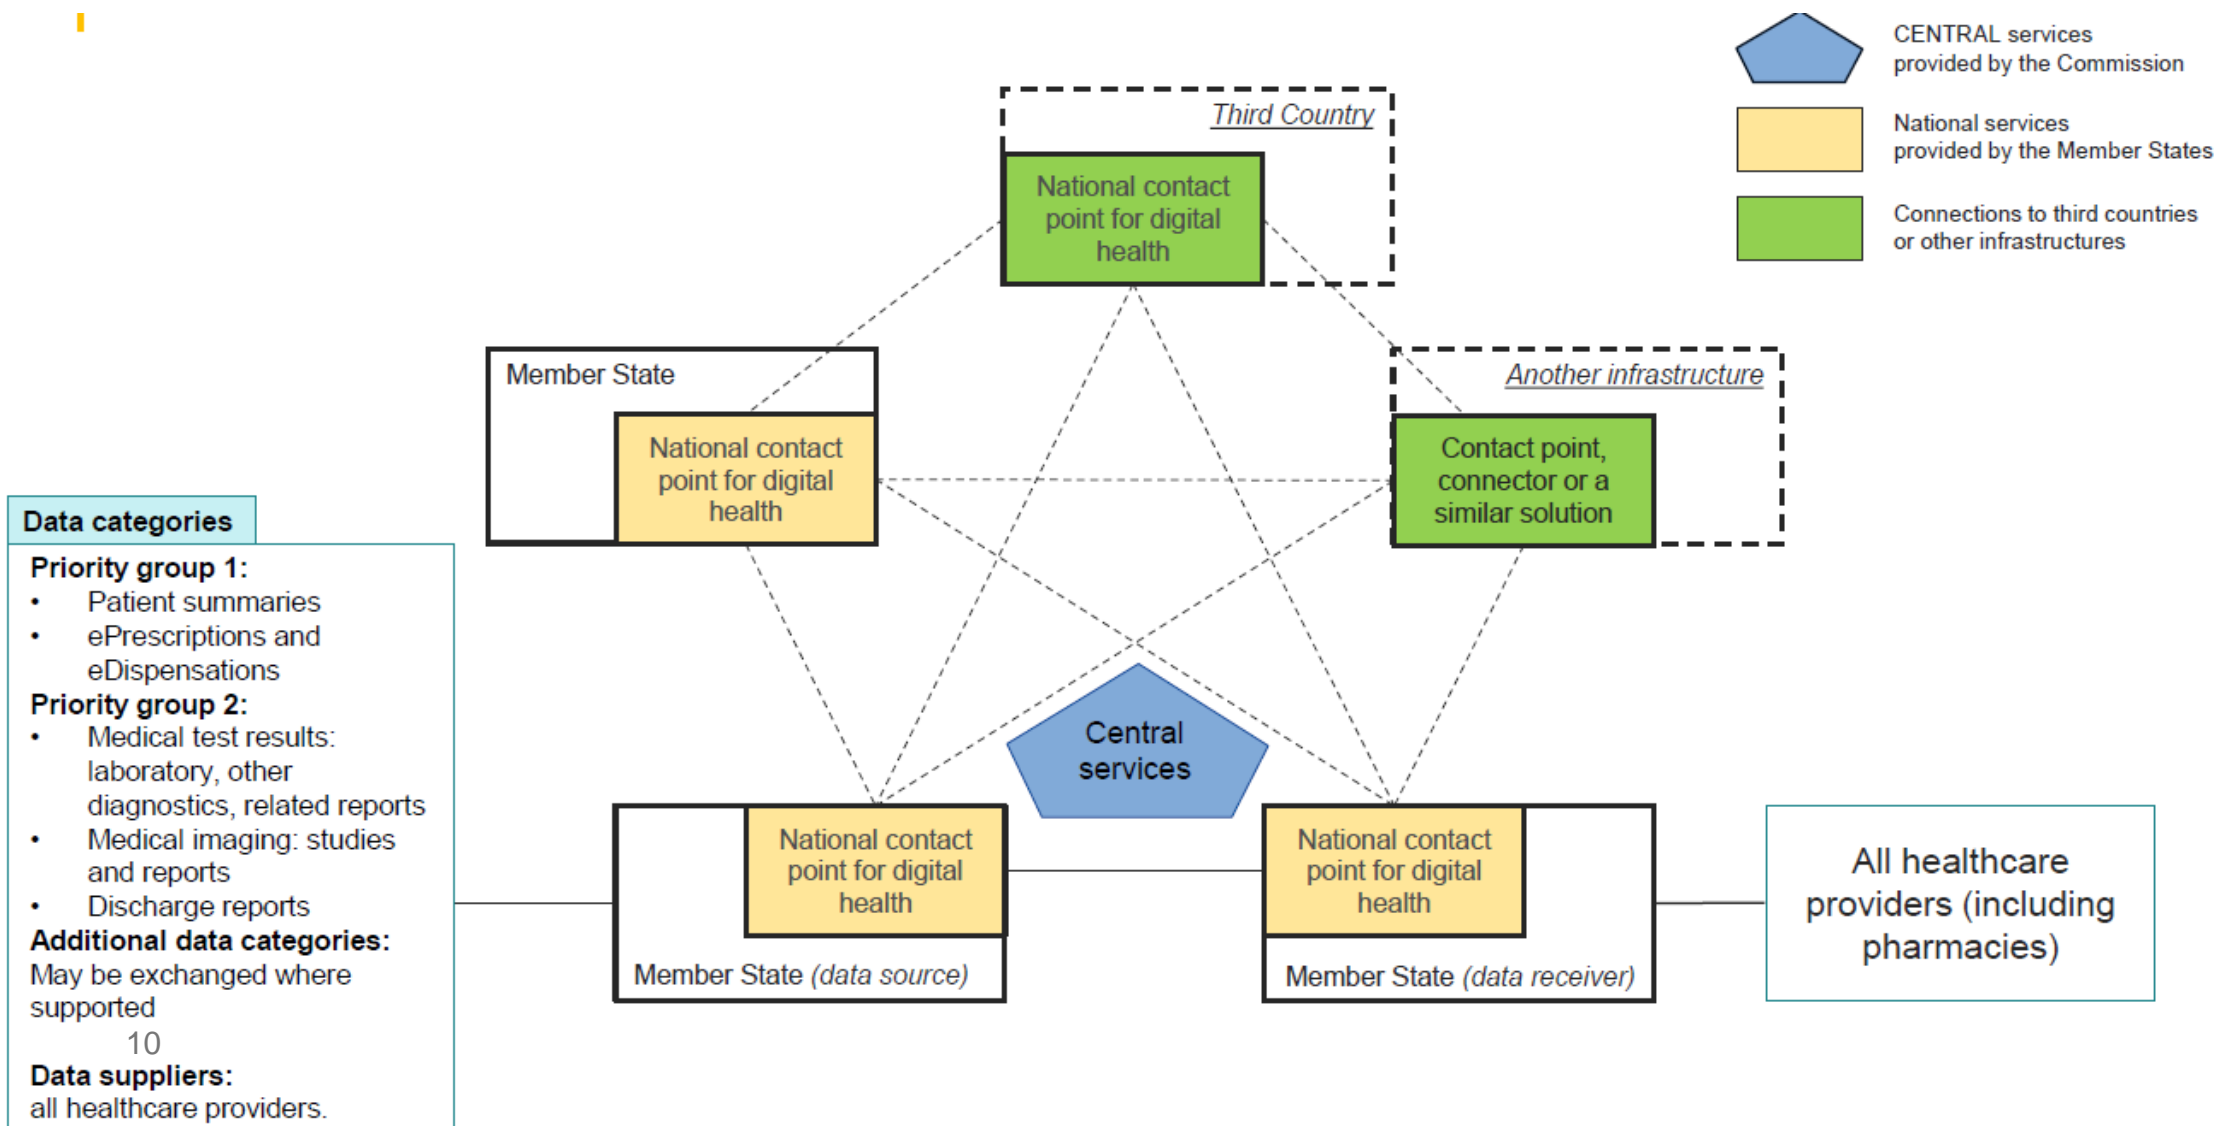 CENTRAL services
provided by the Commission
National services
provided by the Member States
Connections to third countries
or other infrastructures
Third Country
National contact
point for digital
health
Member State
National contact
point for digital
health
Another infrastructure
Contact point,
connector or a
similar solution
Data categories
Priority group 1:
• Patient summaries
• ePrescriptions and
eDispensations
Priority group 2:
• Medical test results:
laboratory, other
diagnostics, related reports
• Medical imaging: studies
and reports
• Discharge reports
Additional data categories:
May be exchanged where
supported
10
Data suppliers:
all healthcare providers.
Central
services
National contact
point for digital
health
Member State (data source)
National contact
point for digital
health
Member State (data receiver)
All healthcare
providers (including
pharmacies)